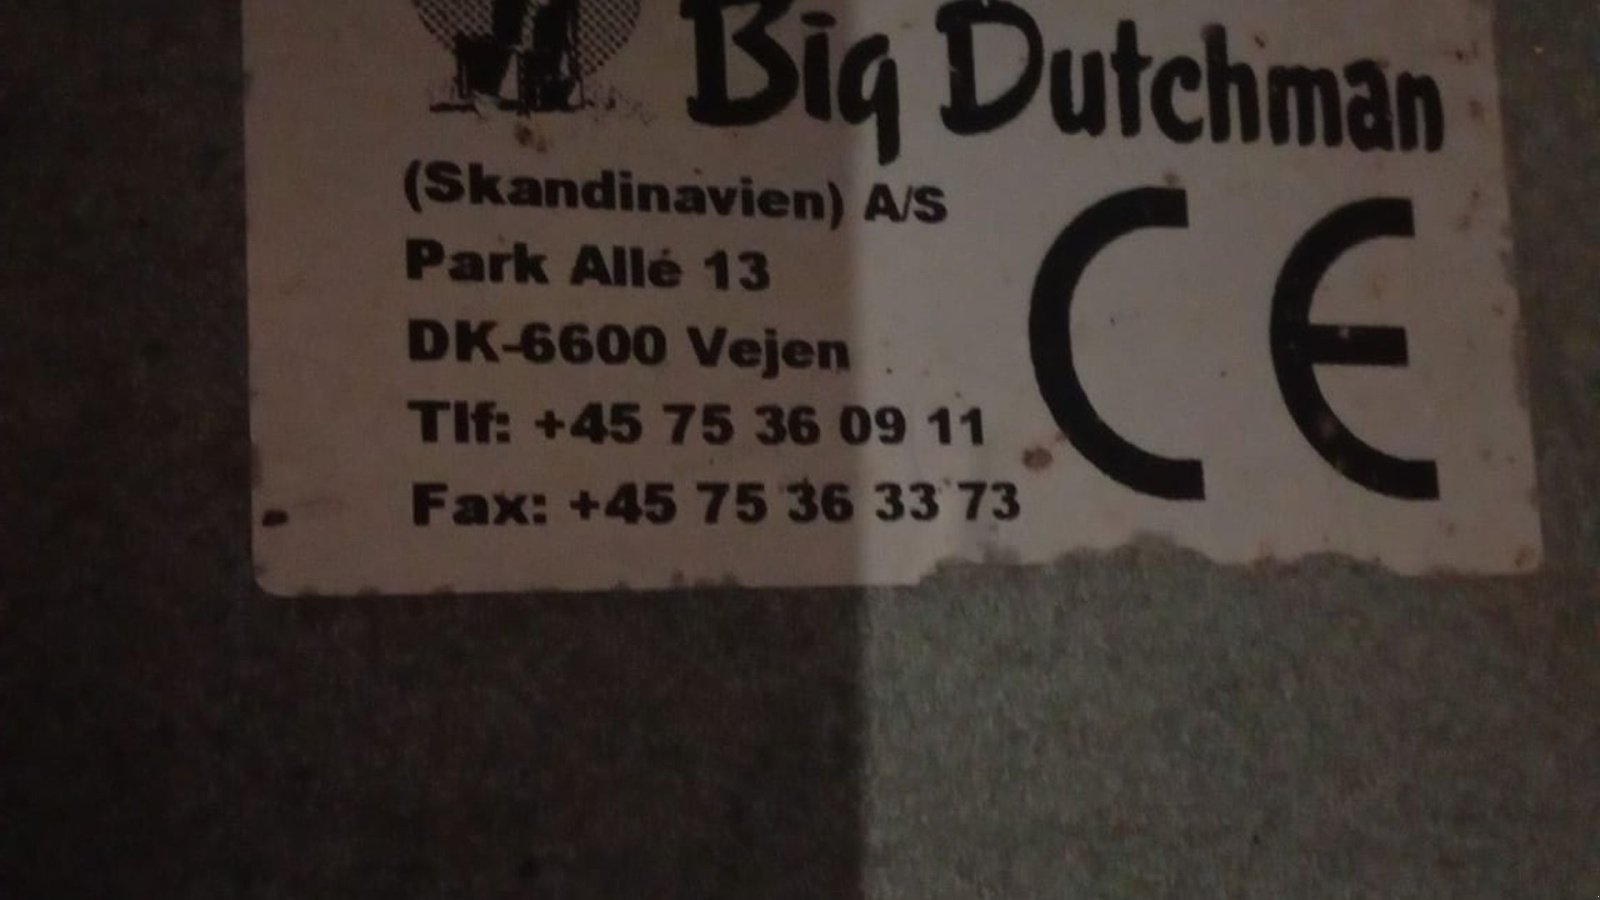 Big Dutchman
(Skandinavien) A/S
Park Allé 13
DK-6600 Vejen
Tlf: +45 75 36 09 11
Fax: +45 75 36 33 73
CE